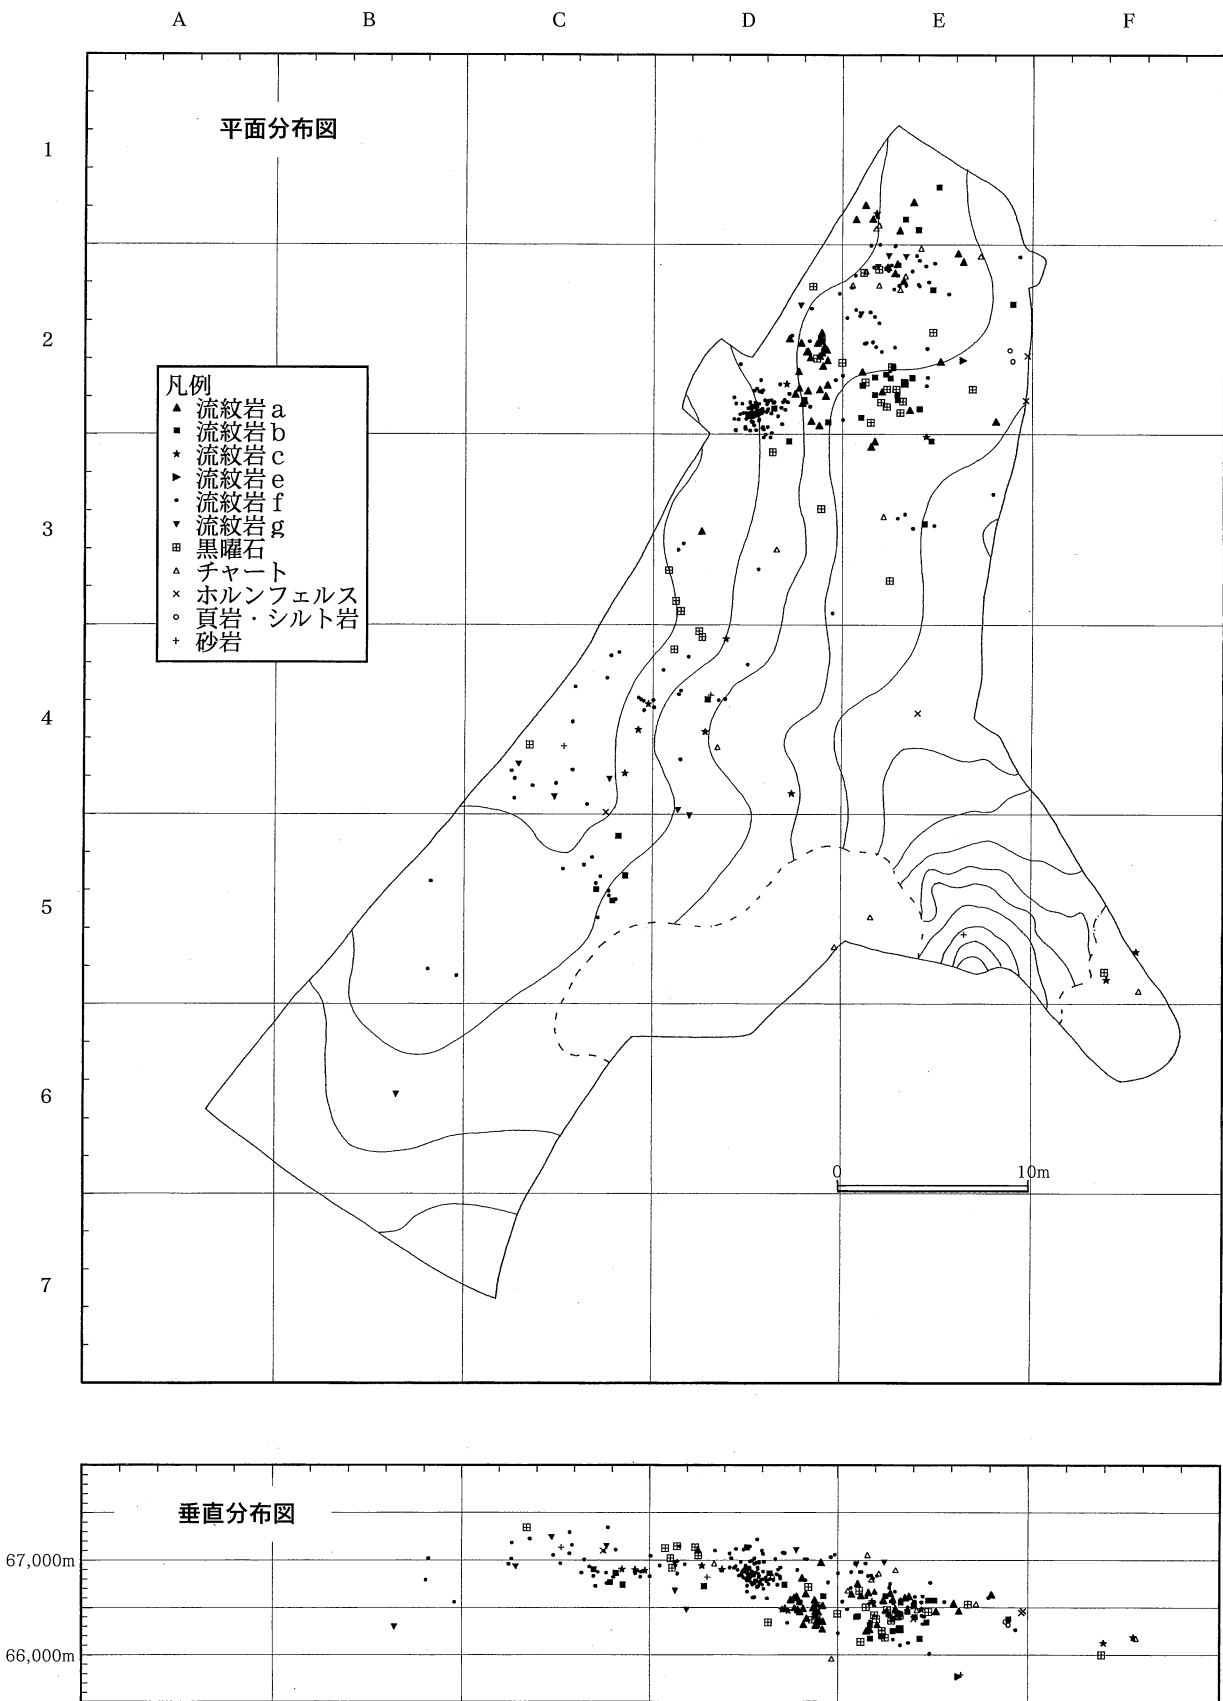 A B C D E F
平面分布図
1
2
凡例
流紋岩a
流紋岩b
流紋岩c
流紋岩e
流紋岩f
流紋岩g
黒曜石
チャート
ホルンフェルス
頁岩・シルト岩
砂岩
3
4
5
6
0 10m
7
垂直分布図
67,000m
66,000m